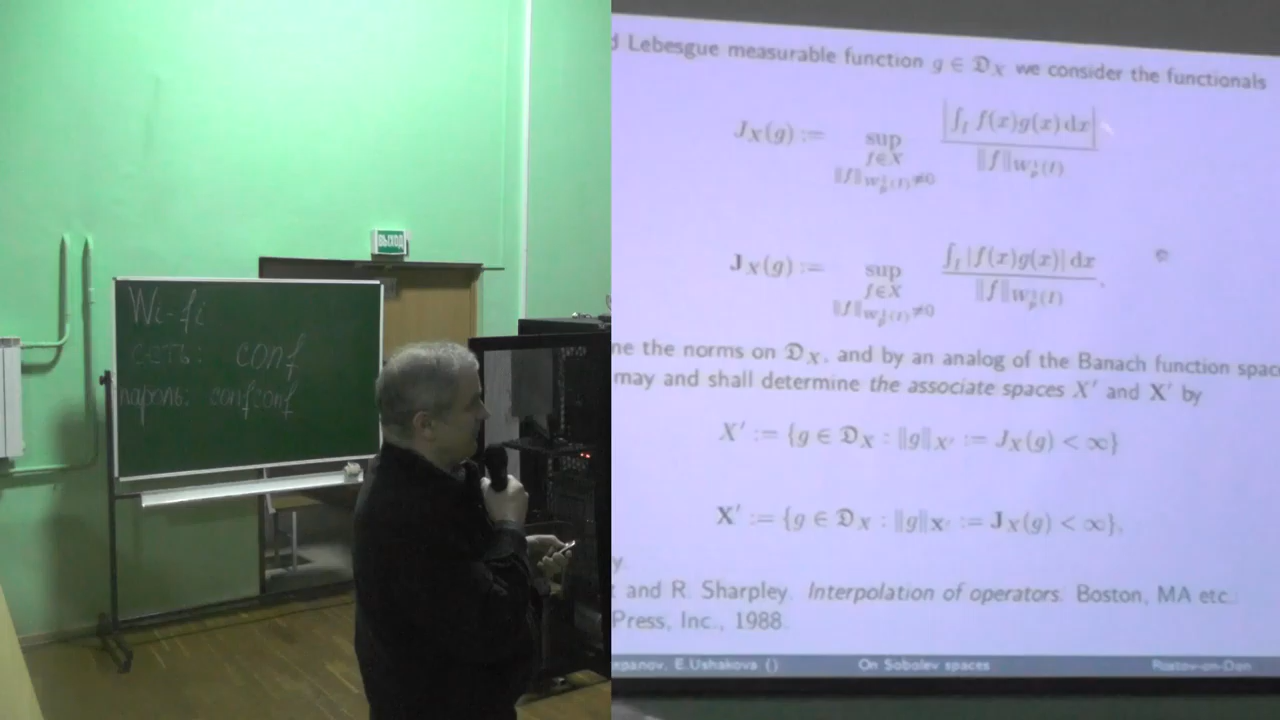 ВЫХОД
Wi-fi
сеть: conf
пароль: confconf
Lebesgue measurable function g ∈ 𝔇_X we consider the functionals
J_X(g) := sup_{f∈X, ‖f‖_{W^1_p(I)}≠0} |∫_I f(x)g(x) dx| / ‖f‖_{W^1_p(I)}
𝐉_X(g) := sup_{f∈X, ‖f‖_{W^1_p(I)}≠0} ∫_I |f(x)g(x)| dx / ‖f‖_{W^1_p(I)},
the norms on 𝔇_X, and by an analog of the Banach function
may and shall determine the associate spaces X′ and 𝐗′ by
X′ := {g ∈ 𝔇_X : ‖g‖_{X′} := J_X(g) < ∞}
𝐗′ := {g ∈ 𝔇_X : ‖g‖_{𝐗′} := 𝐉_X(g) < ∞},
and R. Sharpley. Interpolation of operators. Boston, MA etc.:
Press, Inc., 1988.
E.Ushakova () On Sobolev spaces Rostov-on-Don